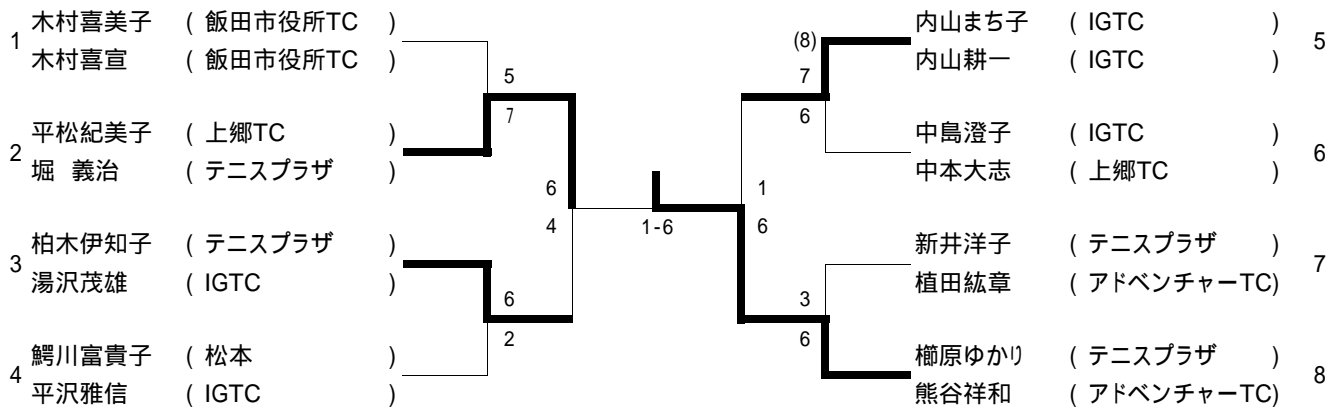 1 木村喜美子 ( 飯田市役所TC )
木村喜宣 ( 飯田市役所TC )
5
7
2 平松紀美子 ( 上郷TC )
堀 義治 ( テニスプラザ )
6
4
3 柏木伊知子 ( テニスプラザ )
湯沢茂雄 ( IGTC )
6
2
4 鰐川富貴子 ( 松本 )
平沢雅信 ( IGTC )
1-6
内山まち子 ( IGTC ) 5
内山耕一 ( IGTC )
(8)
7
6
中島澄子 ( IGTC ) 6
中本大志 ( 上郷TC )
1
6
新井洋子 ( テニスプラザ ) 7
植田紘章 ( アドベンチャーTC)
3
6
櫛原ゆかり ( テニスプラザ ) 8
熊谷祥和 ( アドベンチャーTC)